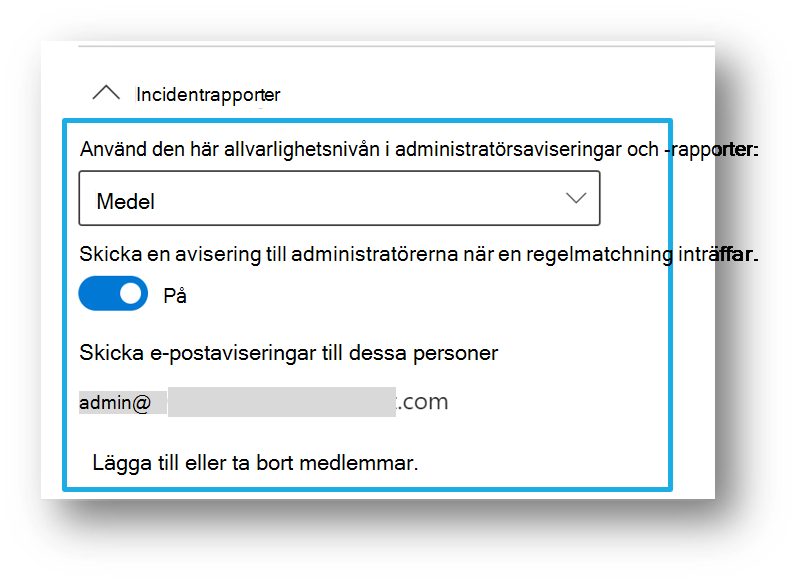 Incidentrapporter
Använd den här allvarlighetsnivån i administratörsaviseringar och -rapporter:
Medel
Skicka en avisering till administratörerna när en regelmatchning inträffar.
På
Skicka e-postaviseringar till dessa personer
admin@ .com
Lägga till eller ta bort medlemmar.